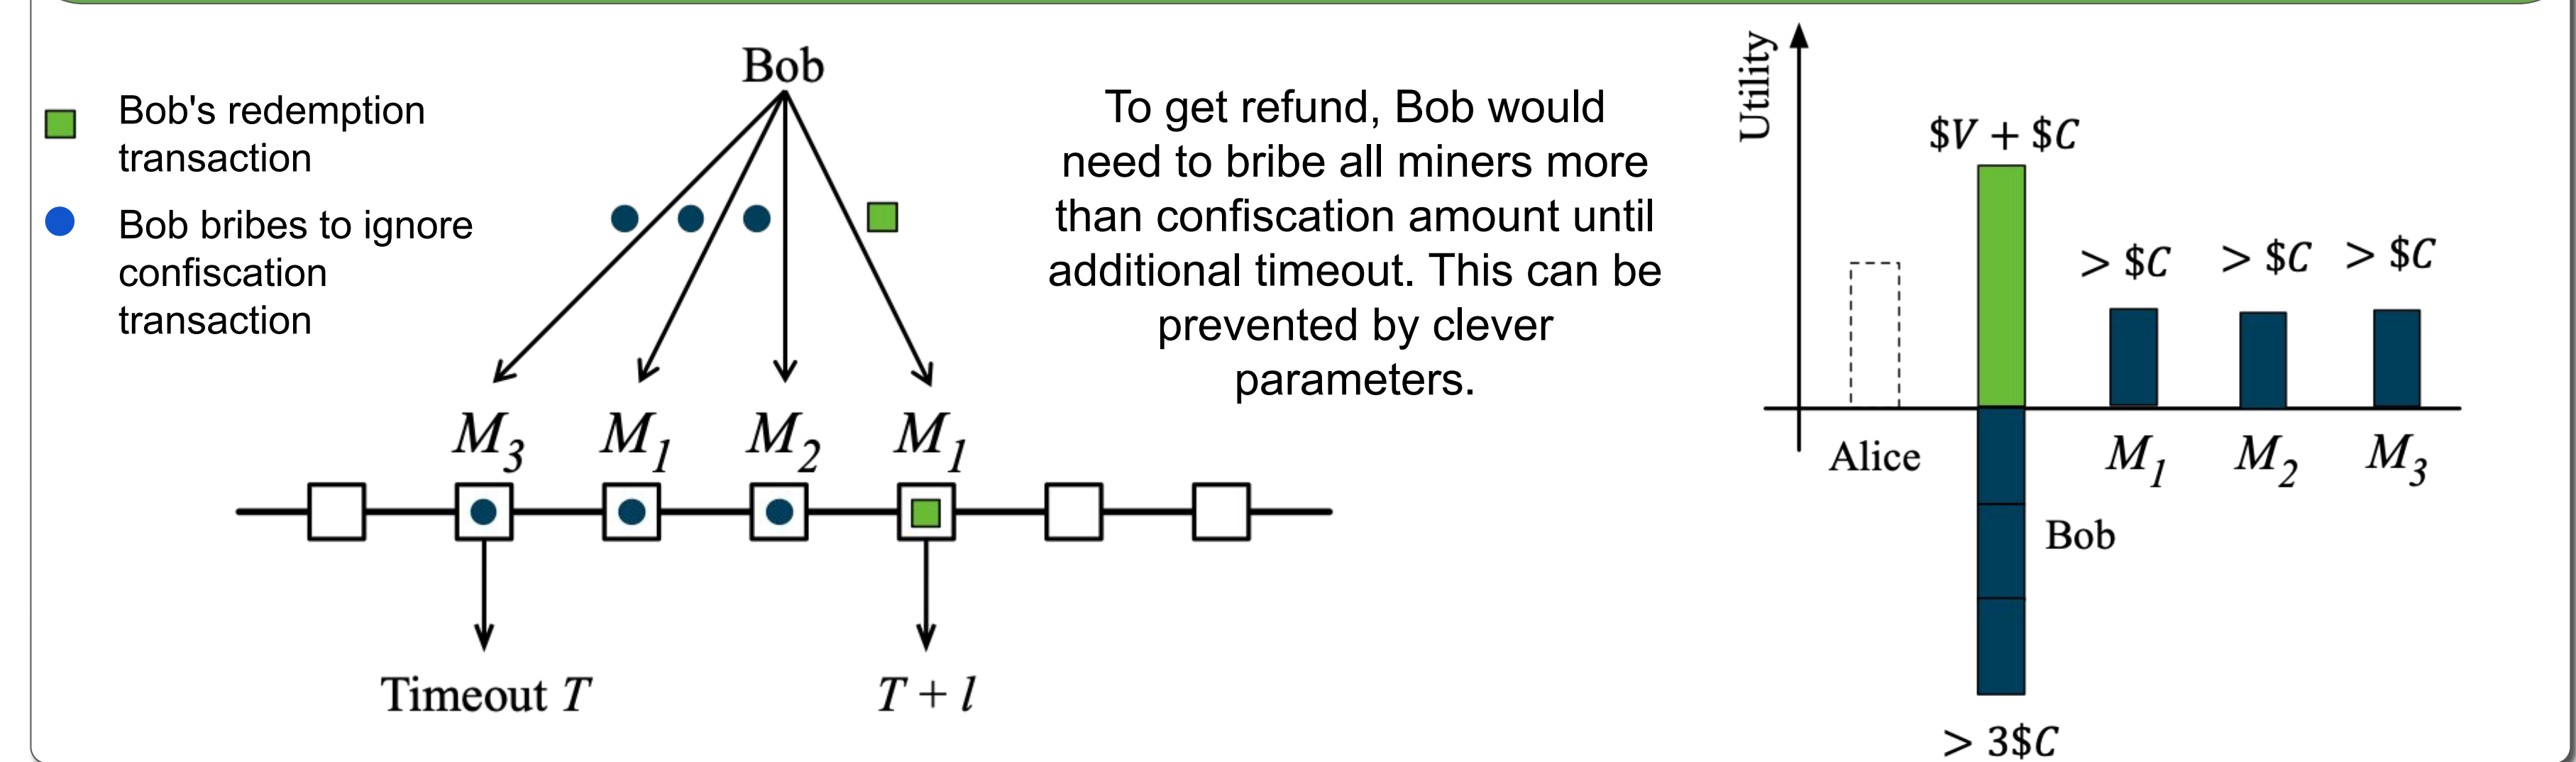 Bob's redemption
transaction
Bob bribes to ignore
confiscation
transaction
Bob
M₃ M₁ M₂ M₁
Timeout T
T + l
To get refund, Bob would
need to bribe all miners more
than confiscation amount until
additional timeout. This can be
prevented by clever
parameters.
Utility
$V + $C
> $C > $C > $C
Alice
M₁ M₂ M₃
Bob
> 3$C